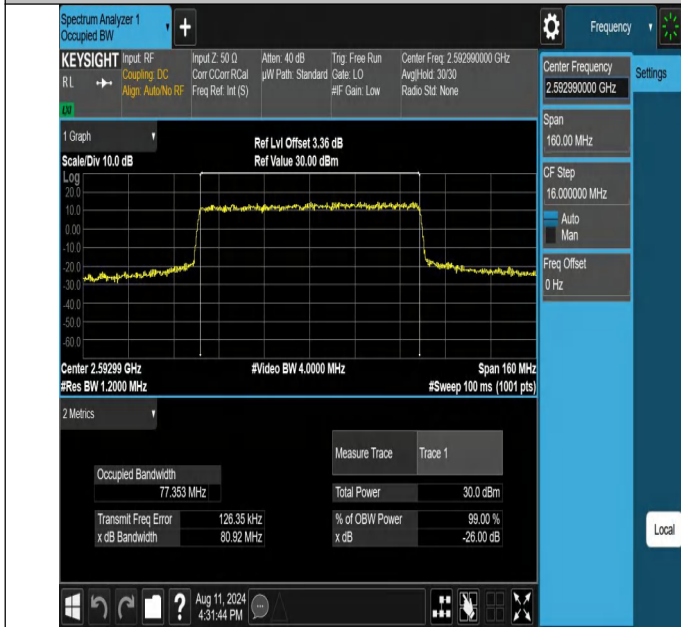 Spectrum Analyzer 1
Occupied BW
+
Frequency
KEYSIGHT
RL
LXI
Input: RF
Coupling: DC
Align: Auto/No RF
Input Z: 50 Ω
Corr CCorr RCal
Freq Ref: Int (S)
Atten: 40 dB
µW Path: Standard
Trig: Free Run
Gate: LO
#IF Gain: Low
Center Freq: 2.592990000 GHz
Avg|Hold: 30/30
Radio Std: None
Center Frequency
2.592990000 GHz
Settings
Span
160.00 MHz
CF Step
16.000000 MHz
Auto
Man
Freq Offset
0 Hz
Local
1 Graph
Scale/Div 10.0 dB
Ref Lvl Offset 3.36 dB
Ref Value 30.00 dBm
Log
20.0
10.0
0.00
-10.0
-20.0
-30.0
-40.0
-50.0
-60.0
Center 2.59299 GHz
#Video BW 4.0000 MHz
Span 160 MHz
#Res BW 1.2000 MHz
#Sweep 100 ms (1001 pts)
2 Metrics
Measure Trace Trace 1
Occupied Bandwidth
77.353 MHz
Total Power 30.0 dBm
Transmit Freq Error 126.35 kHz
% of OBW Power 99.00 %
x dB Bandwidth 80.92 MHz
x dB -26.00 dB
?
Aug 11, 2024
4:31:44 PM